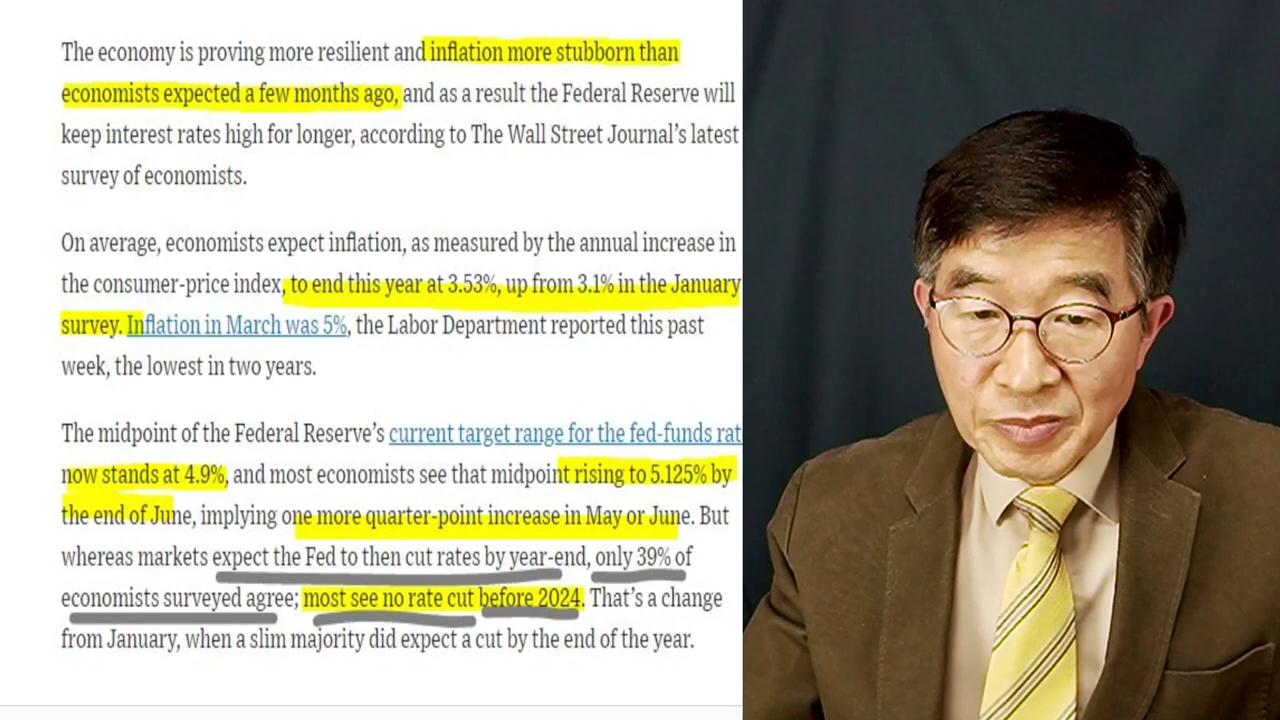 The economy is proving more resilient and inflation more stubborn than
economists expected a few months ago, and as a result the Federal Reserve will
keep interest rates high for longer, according to The Wall Street Journal’s latest
survey of economists.
On average, economists expect inflation, as measured by the annual increase in
the consumer-price index, to end this year at 3.53%, up from 3.1% in the January
survey. Inflation in March was 5%, the Labor Department reported this past
week, the lowest in two years.
The midpoint of the Federal Reserve’s current target range for the fed-funds rat
now stands at 4.9%, and most economists see that midpoint rising to 5.125% by
the end of June, implying one more quarter-point increase in May or June. But
whereas markets expect the Fed to then cut rates by year-end, only 39% of
economists surveyed agree; most see no rate cut before 2024. That’s a change
from January, when a slim majority did expect a cut by the end of the year.